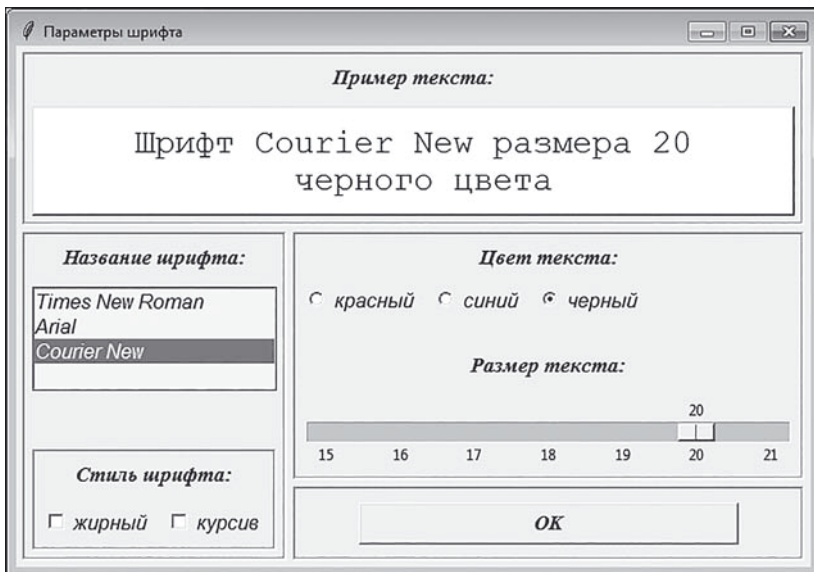 Параметры шрифта
Пример текста:
Шрифт Courier New размера 20
черного цвета
Название шрифта:
Times New Roman
Arial
Courier New
Стиль шрифта:
жирный курсив
Цвет текста:
красный синий черный
Размер текста:
20
15 16 17 18 19 20 21
OK